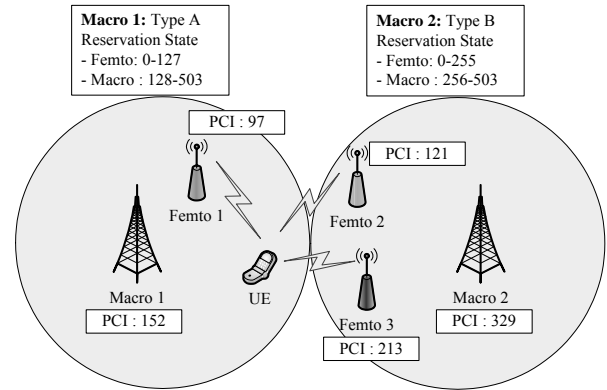 Macro 1: Type A
Reservation State
- Femto: 0-127
- Macro : 128-503
Macro 2: Type B
Reservation State
- Femto: 0-255
- Macro : 256-503
PCI : 97
PCI : 121
Femto 1
Femto 2
Macro 1
PCI : 152
UE
Femto 3
PCI : 213
Macro 2
PCI : 329